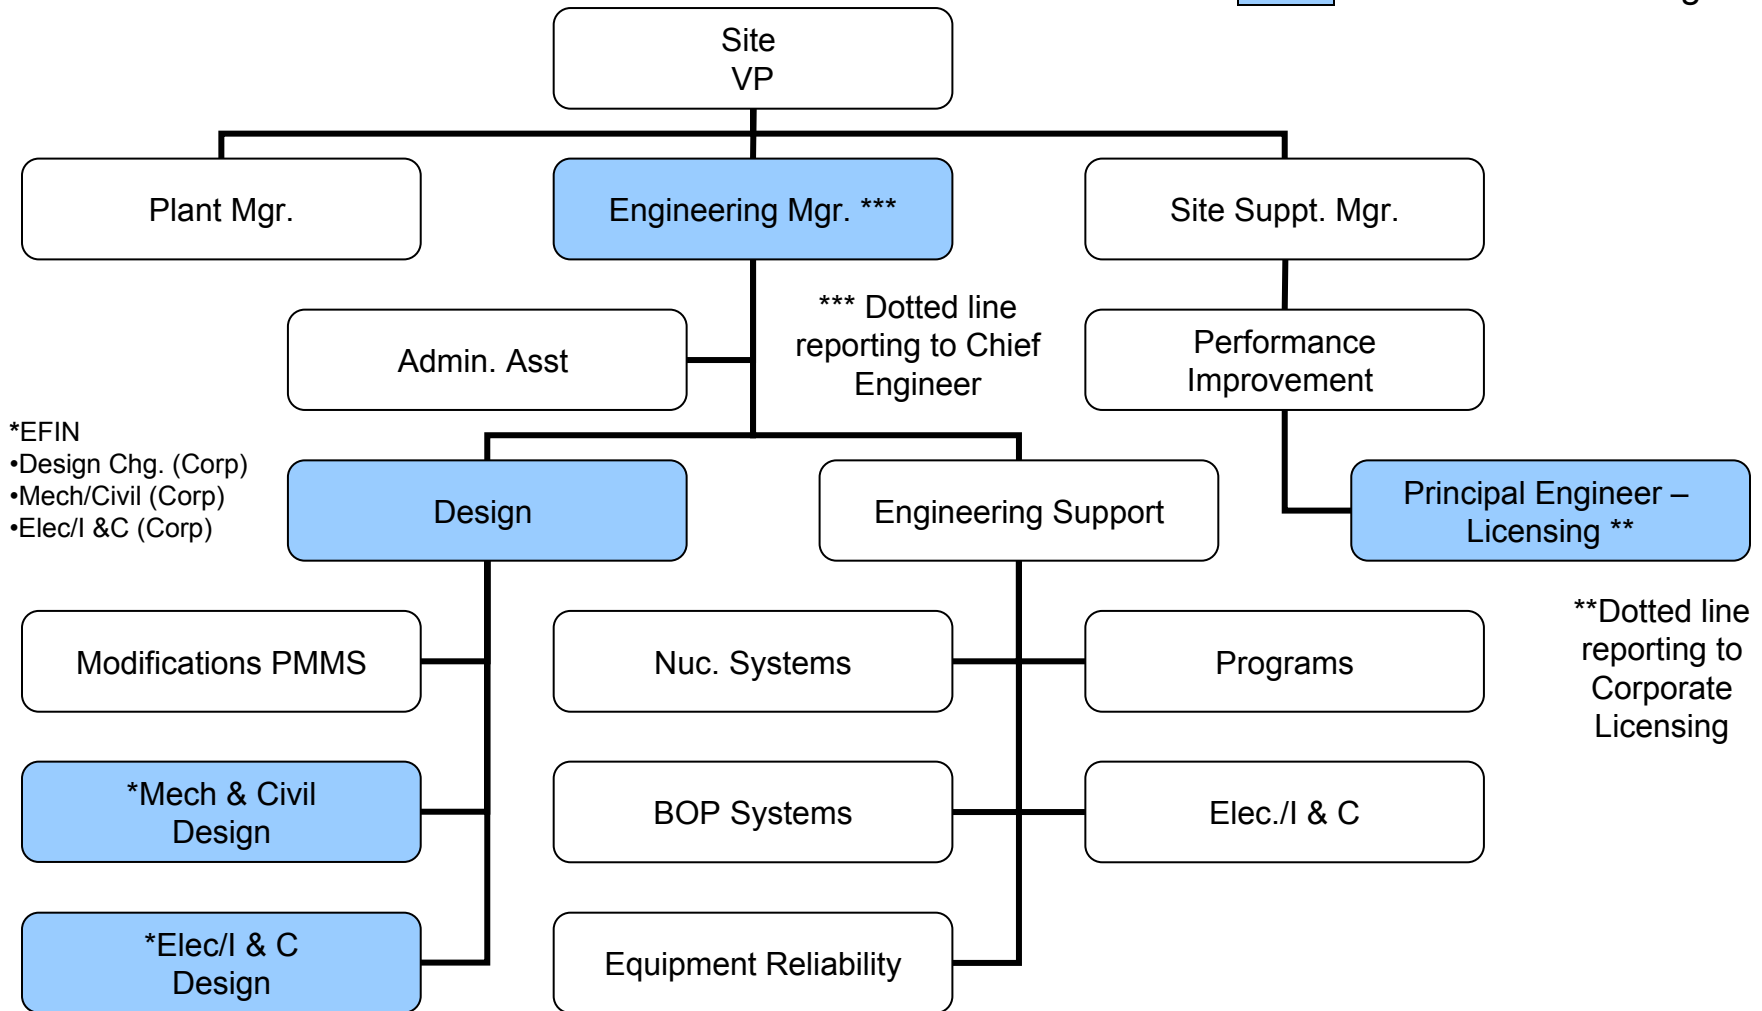 Site
VP
Plant Mgr.
Engineering Mgr. ***
Site Suppt. Mgr.
Admin. Asst
*** Dotted line
reporting to Chief
Engineer
Performance
Improvement
*EFIN
•Design Chg. (Corp)
•Mech/Civil (Corp)
•Elec/I &C (Corp)
Design
Engineering Support
Principal Engineer –
Licensing **
**Dotted line
reporting to
Corporate
Licensing
Modifications PMMS
Nuc. Systems
Programs
*Mech & Civil
Design
BOP Systems
Elec./I & C
*Elec/I & C
Design
Equipment Reliability